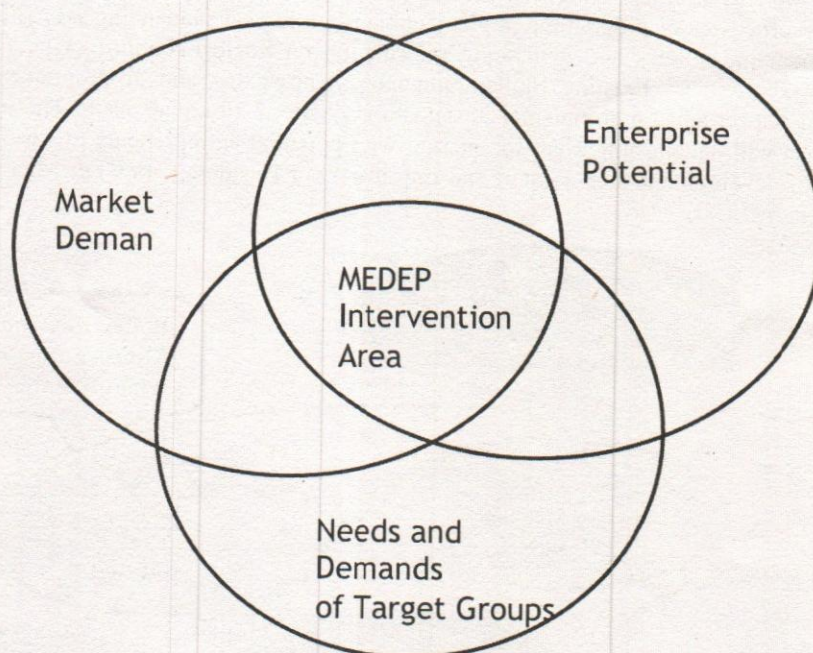 Market
Deman
Enterprise
Potential
MEDEP
Intervention
Area
Needs and
Demands
of Target Groups